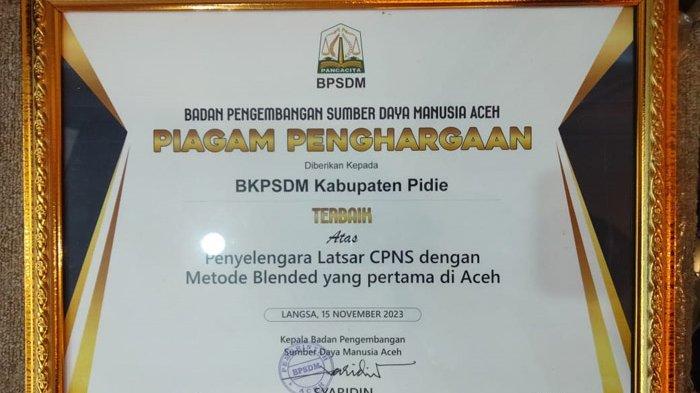 PANCACITA
BPSDM
BADAN PENGEMBANGAN SUMBER DAYA MANUSIA ACEH
PIAGAM PENGHARGAAN
Diberikan Kepada
BKPSDM Kabupaten Pidie
TERBAIK
Atas
Penyelengara Latsar CPNS dengan
Metode Blended yang pertama di Aceh
LANGSA, 15 NOVEMBER 2023
Kepala Badan Pengembangan
Sumber Daya Manusia Aceh
BPSDM
ACEH
SYARIDIN